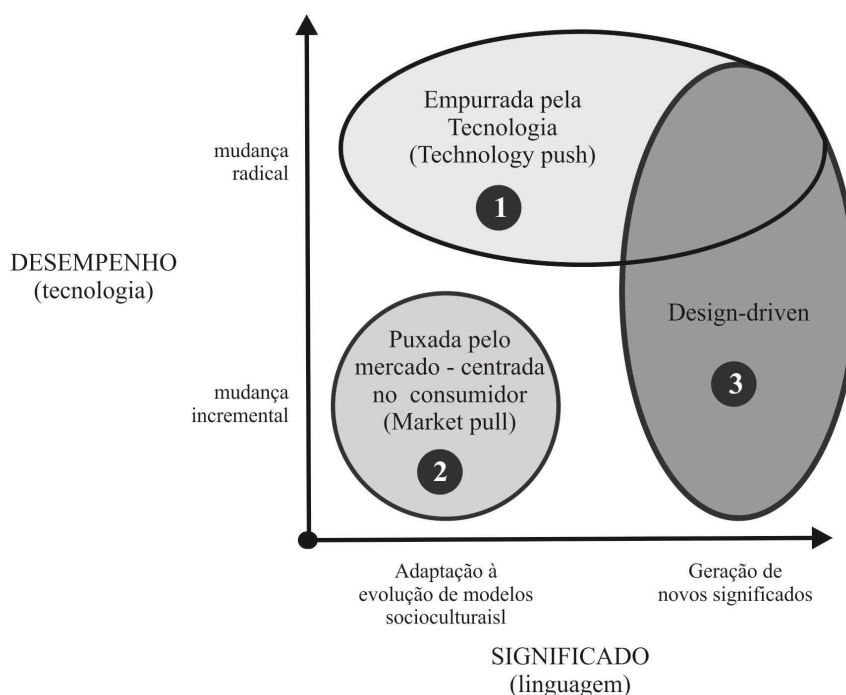 Empurrada pela
Tecnologia
(Technology push)
1
mudança
radical
DESEMPENHO
(tecnologia)
Design-driven
3
Puxada pelo
mercado - centrada
no consumidor
(Market pull)
2
mudança
incremental
Adaptação à
evolução de modelos
socioculturaisl
Geração de
novos significados
SIGNIFICADO
(linguagem)